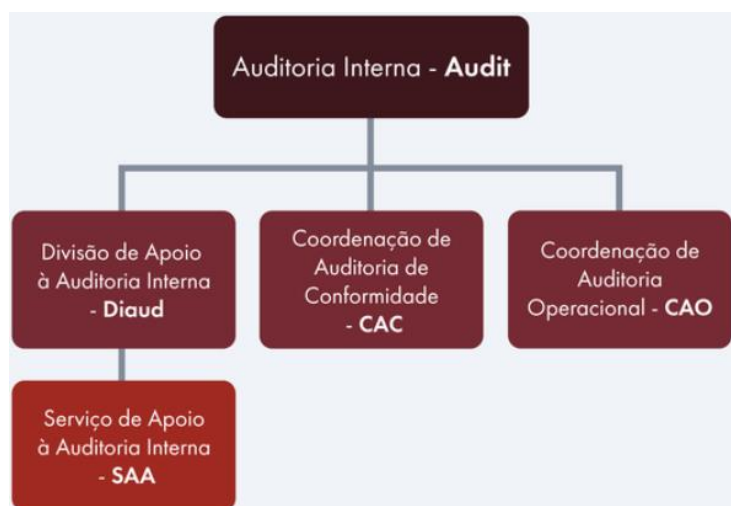 Auditoria Interna - Audit
Divisão de Apoio
à Auditoria Interna
- Diaud
Coordenação de
Auditoria de
Conformidade
- CAC
Coordenação de
Auditoria
Operacional - CAO
Serviço de Apoio
à Auditoria Interna
- SAA